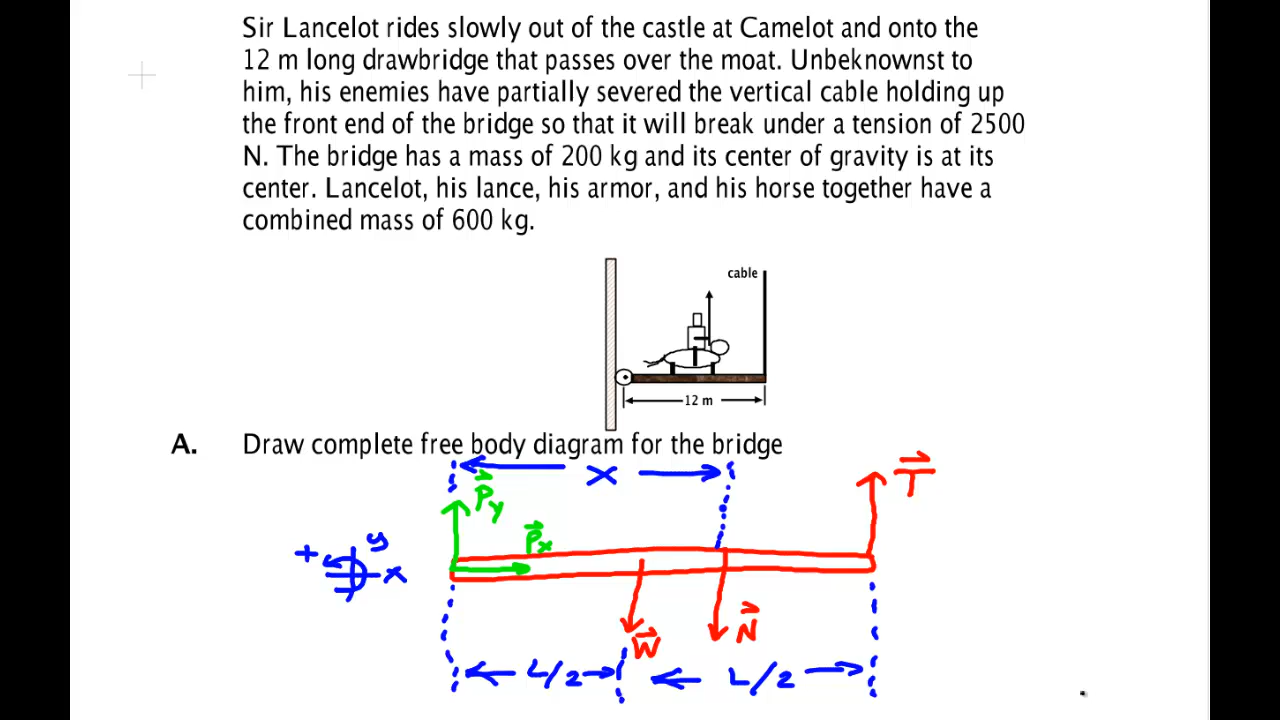 Sir Lancelot rides slowly out of the castle at Camelot and onto the
12 m long drawbridge that passes over the moat. Unbeknownst to
him, his enemies have partially severed the vertical cable holding up
the front end of the bridge so that it will break under a tension of 2500
N. The bridge has a mass of 200 kg and its center of gravity is at its
center. Lancelot, his lance, his armor, and his horse together have a
combined mass of 600 kg.
cable
12 m
A. Draw complete free body diagram for the bridge
x
T
Py
Px
+ y
x
N
W
L/2 L/2